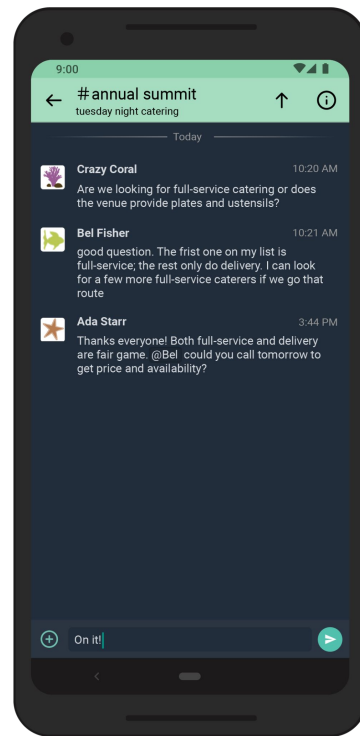 9:00
#annual summit
tuesday night catering
Today
Crazy Coral 10:20 AM
Are we looking for full-service catering or does
the venue provide plates and ustensils?
Bel Fisher 10:21 AM
good question. The frist one on my list is
full-service; the rest only do delivery. I can look
for a few more full-service caterers if we go that
route
Ada Starr 3:44 PM
Thanks everyone! Both full-service and delivery
are fair game. @Bel  could you call tomorrow to
get price and availability?
On it!